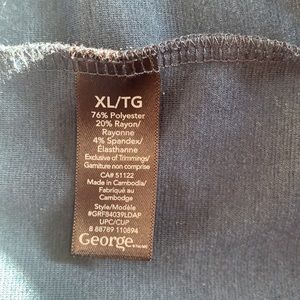 XL/TG
76% Polyester
20% Rayon/
Rayonne
4% Spandex/
Élasthanne
Exclusive of Trimmings/
Garniture non comprise
CA# 51122
Made in Cambodia/
Fabriqué au
Cambodge
Style/Modèle
#GRFB4039LDAP
UPC/CUP
8 88789 110894
George